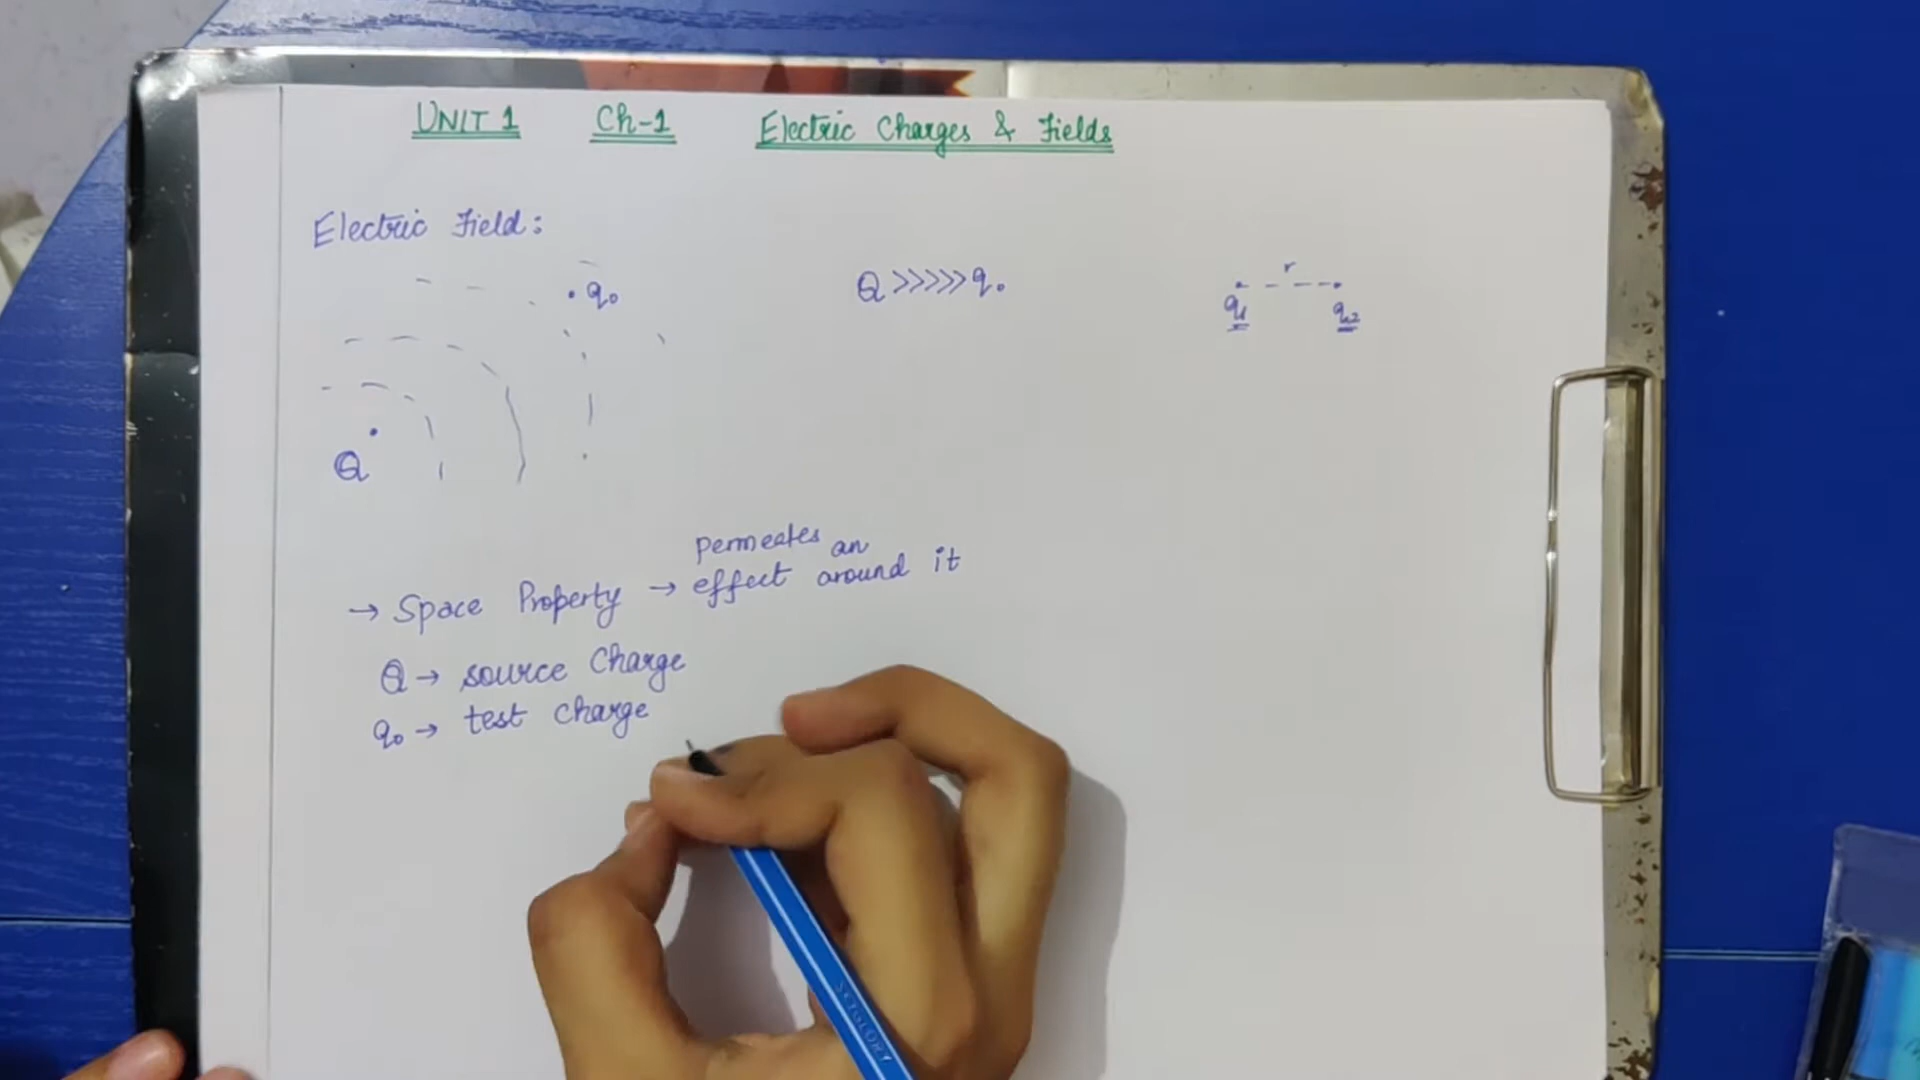 UNIT 1 Ch-1 Electric Charges & Fields
Electric Field:
q₀
Q >>>>> q₀
r
q₁ q₂
Q
permeates an
→ Space Property → effect around it
Q → source Charge
q₀ → test charge